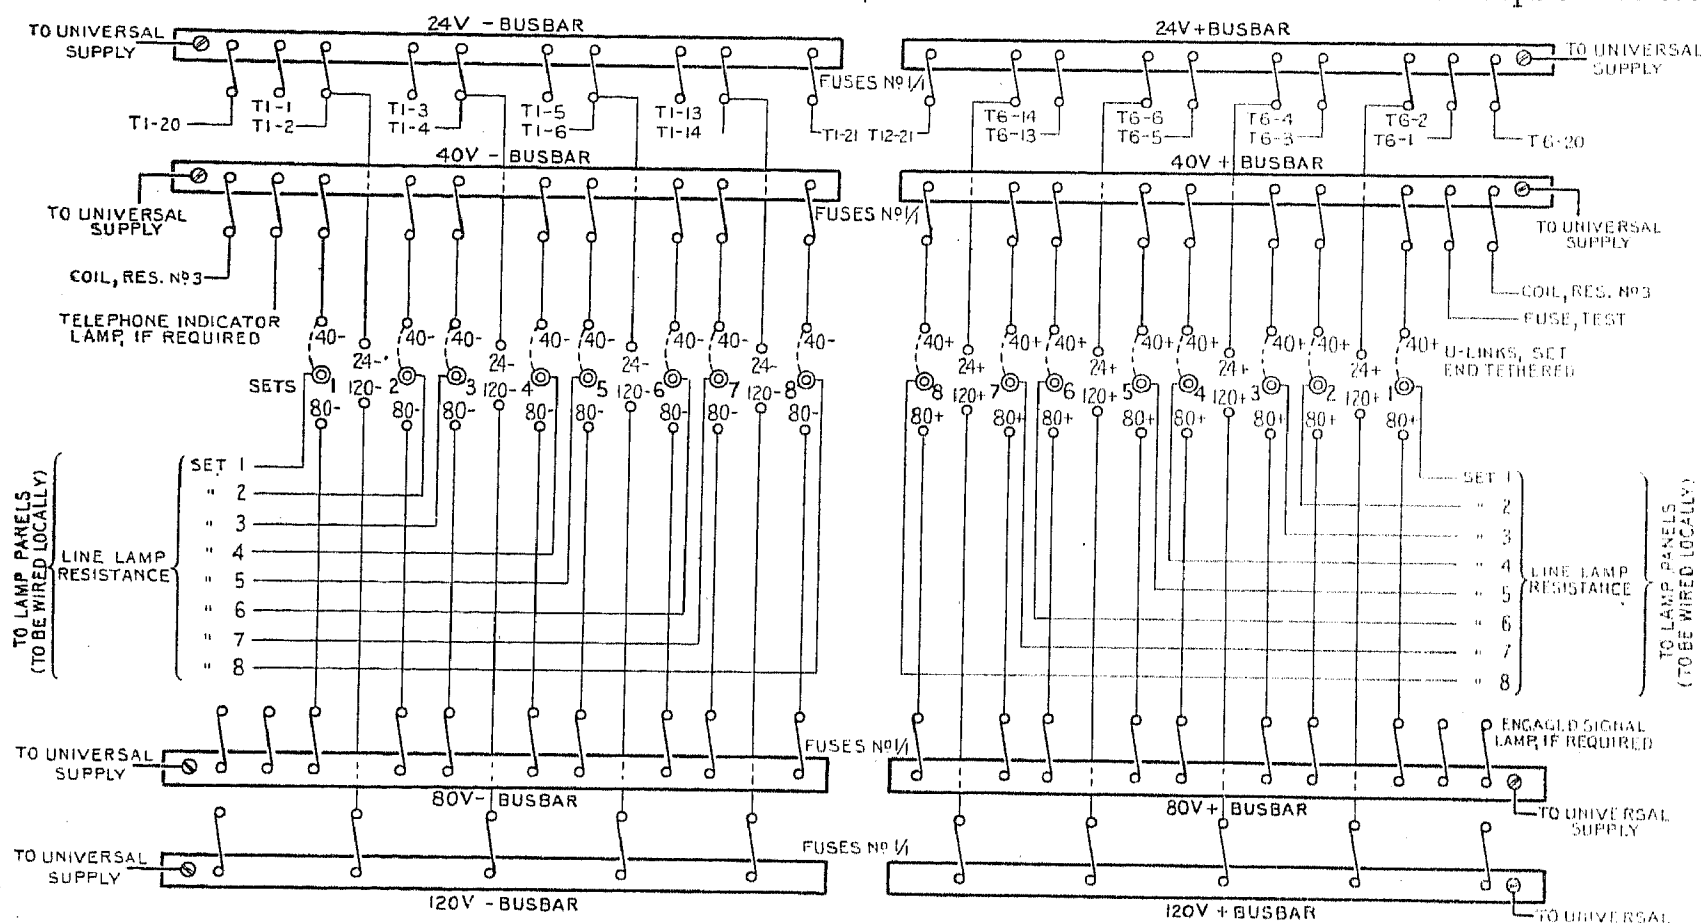 24V - BUSBAR
TO UNIVERSAL
SUPPLY
T1-20
T1-1
T1-2
T1-3
T1-4
T1-5
T1-6
T1-13
T1-14
FUSES Nº 1/1
T1-21 T12-21
24V + BUSBAR
TO UNIVERSAL
SUPPLY
T6-14
T6-13
T6-6
T6-5
T6-4
T6-3
T6-2
T6-1
T6-20
40V - BUSBAR
TO UNIVERSAL
SUPPLY
FUSES Nº 1/1
40V + BUSBAR
TO UNIVERSAL
SUPPLY
COIL, RES. Nº 3
TELEPHONE INDICATOR
LAMP, IF REQUIRED
COIL, RES. Nº 3
FUSE, TEST
U-LINKS, SET
END TETHERED
40- 40- 40- 40- 40- 40- 40- 40-
24- 24- 24- 24-
SETS 1 120- 2 3 120- 4 5 120- 6 7 120- 8
80- 80- 80- 80- 80- 80- 80- 80-
40+ 40+ 40+ 40+ 40+ 40+ 40+ 40+
24+ 24+ 24+ 24+
8 120+ 7 6 120+ 5 4 120+ 3 2 120+ 1
80+ 80+ 80+ 80+ 80+ 80+ 80+ 80+
TO LAMP PANELS
(TO BE WIRED LOCALLY)
LINE LAMP
RESISTANCE
SET 1
" 2
" 3
" 4
" 5
" 6
" 7
" 8
SET 1
" 2
" 3
" 4
" 5
" 6
" 7
" 8
LINE LAMP
RESISTANCE
TO LAMP PANELS
(TO BE WIRED LOCALLY)
TO UNIVERSAL
SUPPLY
80V- BUSBAR
FUSES Nº 1/1
ENGAGED SIGNAL
LAMP, IF REQUIRED
80V+ BUSBAR
TO UNIVERSAL
SUPPLY
TO UNIVERSAL
SUPPLY
120V - BUSBAR
FUSES Nº 1/1
120V + BUSBAR
TO UNIVERSAL